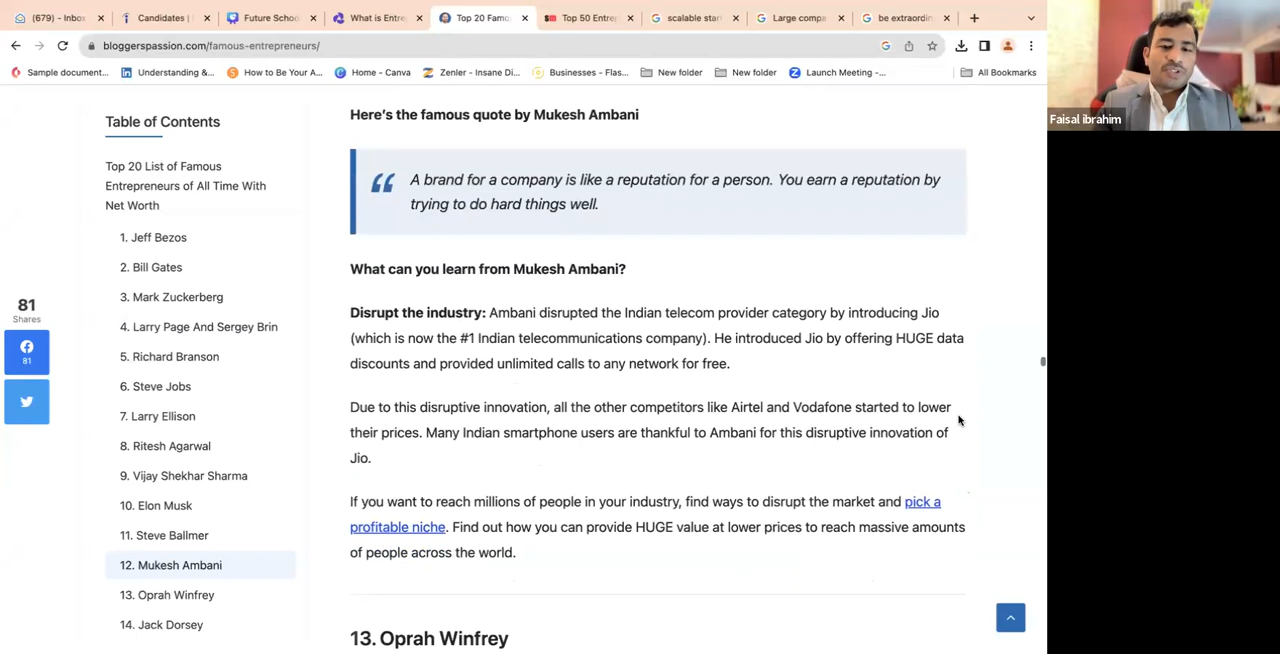 (679) - Inbox
Candidates |
Future Schoo
What is Entre
Top 20 Famo
Top 50 Entrep
scalable star
Large compa
be extraordin
bloggerspassion.com/famous-entrepreneurs/
Sample document...
Understanding &...
How to Be Your A...
Home - Canva
Zenler - Insane Di...
Businesses - Flas...
New folder
New folder
Launch Meeting -...
All Bookmarks
Faisal ibrahim
Table of Contents
Top 20 List of Famous
Entrepreneurs of All Time With
Net Worth
1. Jeff Bezos
2. Bill Gates
3. Mark Zuckerberg
4. Larry Page And Sergey Brin
5. Richard Branson
6. Steve Jobs
7. Larry Ellison
8. Ritesh Agarwal
9. Vijay Shekhar Sharma
10. Elon Musk
11. Steve Ballmer
12. Mukesh Ambani
13. Oprah Winfrey
14. Jack Dorsey
81
Shares
81
Here's the famous quote by Mukesh Ambani
A brand for a company is like a reputation for a person. You earn a reputation by
trying to do hard things well.
What can you learn from Mukesh Ambani?
Disrupt the industry: Ambani disrupted the Indian telecom provider category by introducing Jio
(which is now the #1 Indian telecommunications company). He introduced Jio by offering HUGE data
discounts and provided unlimited calls to any network for free.
Due to this disruptive innovation, all the other competitors like Airtel and Vodafone started to lower
their prices. Many Indian smartphone users are thankful to Ambani for this disruptive innovation of
Jio.
If you want to reach millions of people in your industry, find ways to disrupt the market and pick a
profitable niche. Find out how you can provide HUGE value at lower prices to reach massive amounts
of people across the world.
13. Oprah Winfrey